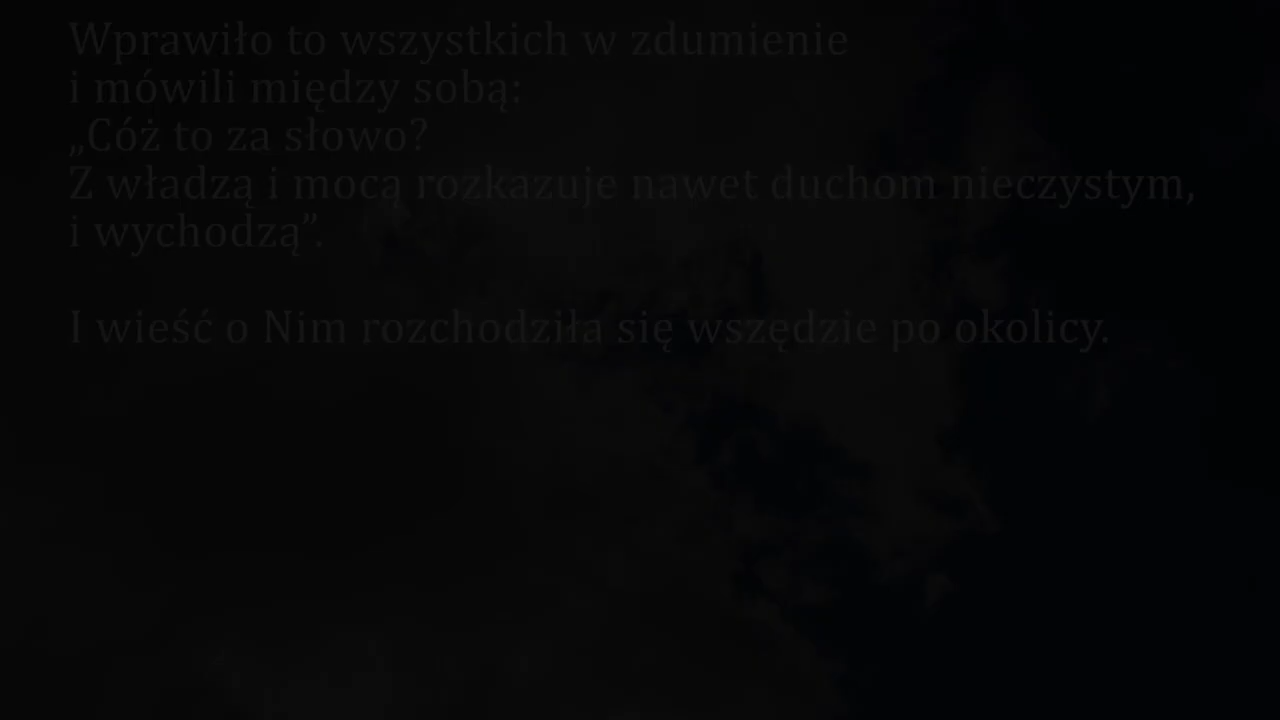 Wprawiło to wszystkich w zdumienie
i mówili między sobą:
„Cóż to za słowo?
Z władzą i mocą rozkazuje nawet duchom nieczystym,
i wychodzą”.
I wieść o Nim rozchodziła się wszędzie po okolicy.